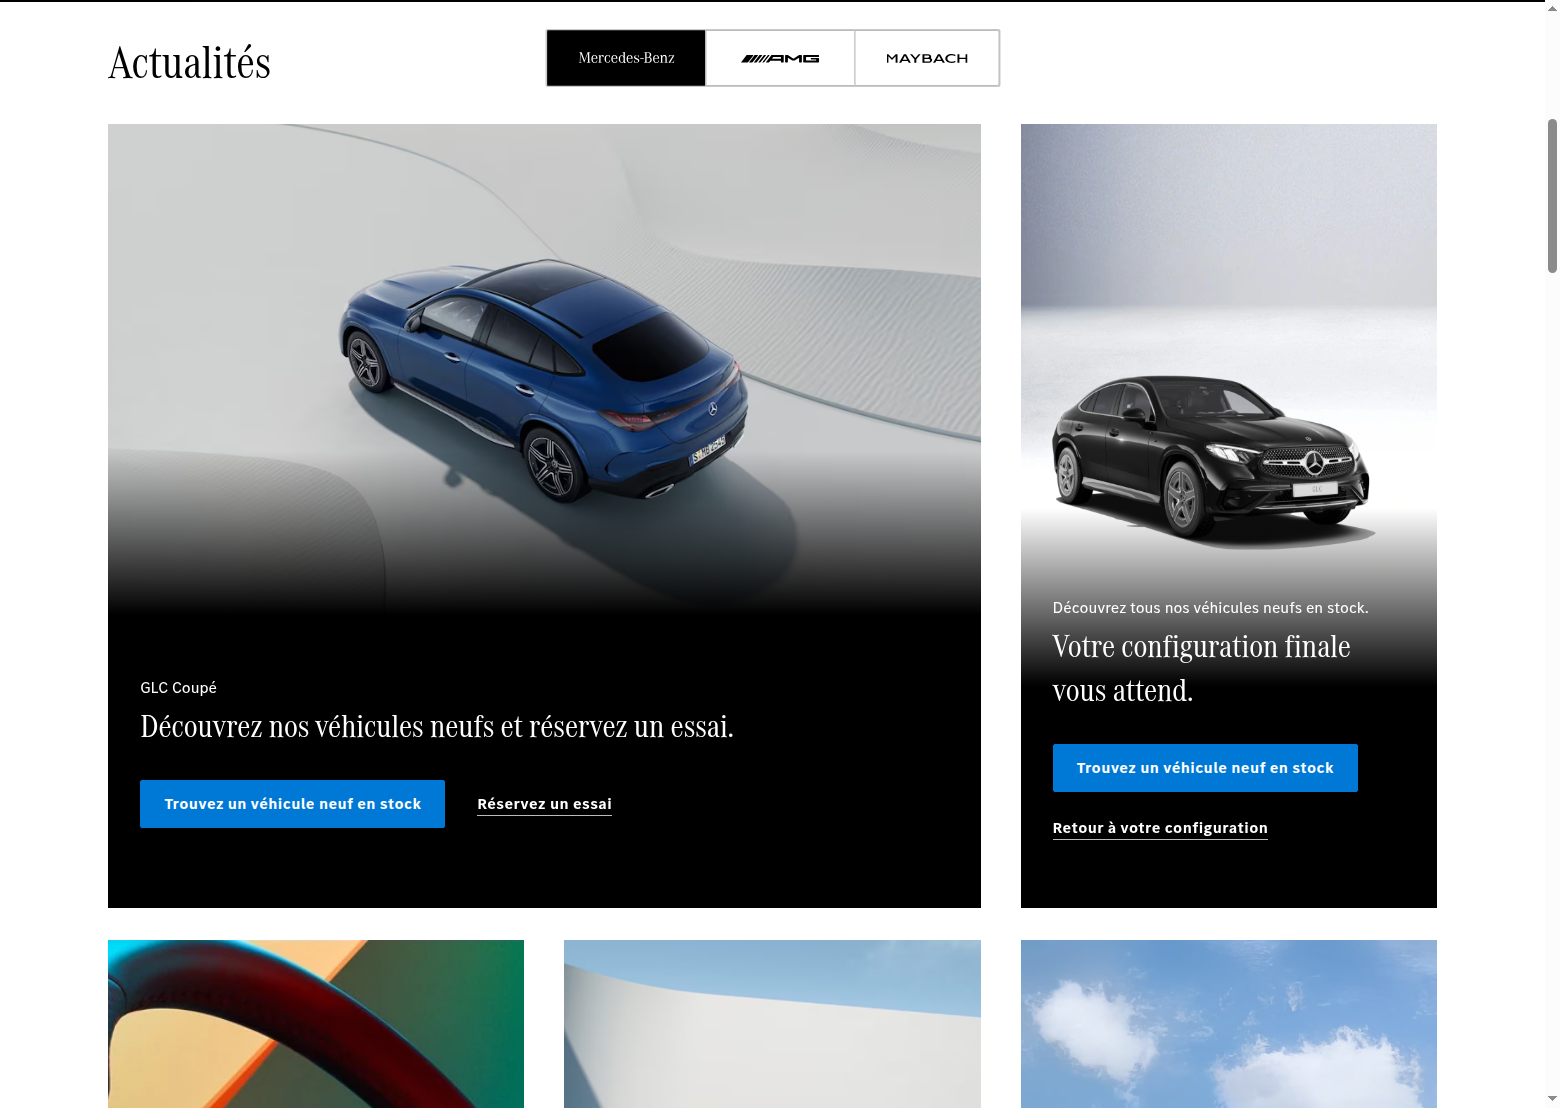 Actualités
Mercedes-Benz
AMG
MAYBACH
GLC Coupé
Découvrez nos véhicules neufs et réservez un essai.
Trouvez un véhicule neuf en stock
Réservez un essai
GLC
Découvrez tous nos véhicules neufs en stock.
Votre configuration finale
vous attend.
Trouvez un véhicule neuf en stock
Retour à votre configuration